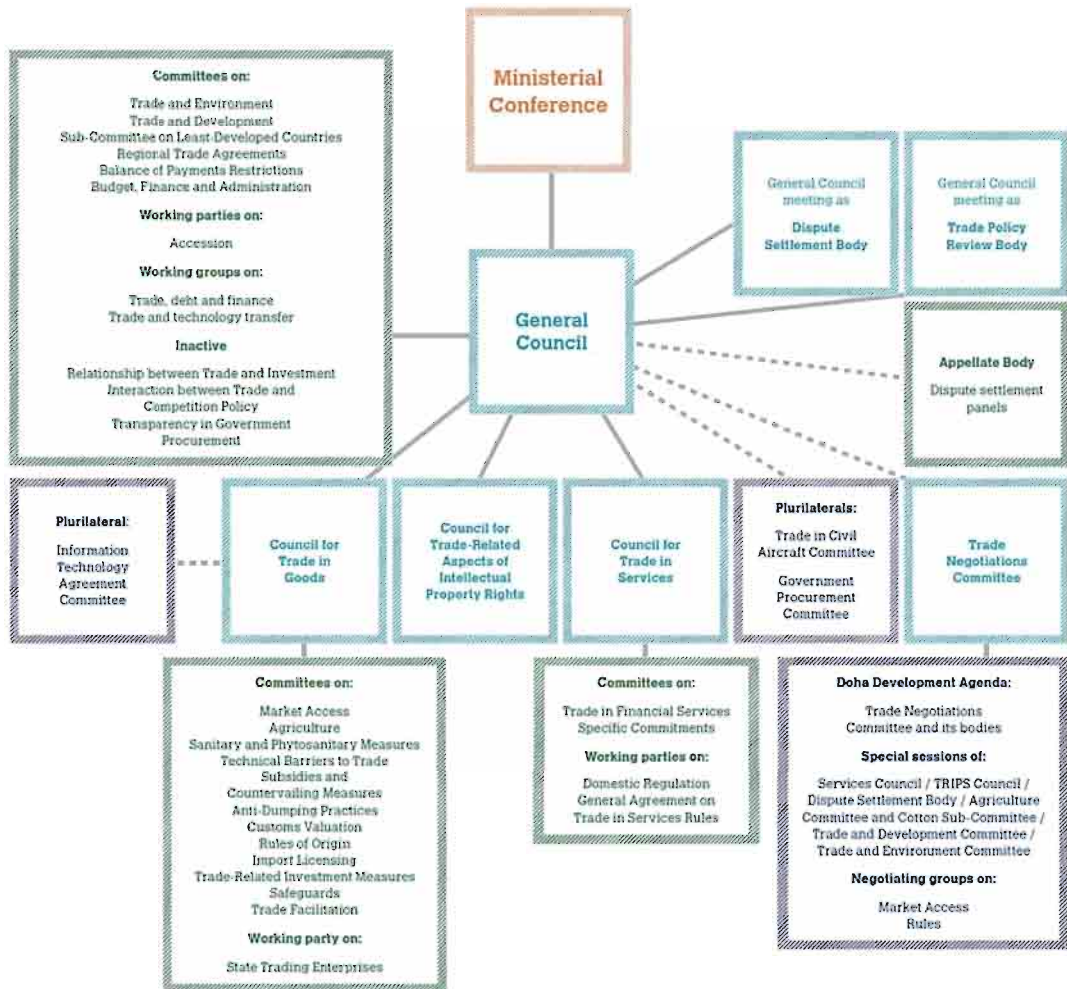 Ministerial
Conference
Committees on:
Trade and Environment
Trade and Development
Sub-Committee on Least-Developed Countries
Regional Trade Agreements
Balance of Payments Restrictions
Budget, Finance and Administration
Working parties on:
Accession
Working groups on:
Trade, debt and finance
Trade and technology transfer
Inactive
Relationship between Trade and Investment
Interaction between Trade and
Competition Policy
Transparency in Government
Procurement
General Council
meeting as
Dispute
Settlement Body
General Council
meeting as
Trade Policy
Review Body
General
Council
Appellate Body
Dispute settlement
panels
Plurilateral:
Information
Technology
Agreement
Committee
Council for
Trade in
Goods
Council for
Trade-Related
Aspects of
Intellectual
Property Rights
Council for
Trade in
Services
Plurilaterals:
Trade in Civil
Aircraft Committee
Government
Procurement
Committee
Trade
Negotiations
Committee
Committees on:
Market Access
Agriculture
Sanitary and Phytosanitary Measures
Technical Barriers to Trade
Subsidies and
Countervailing Measures
Anti-Dumping Practices
Customs Valuation
Rules of Origin
Import Licensing
Trade-Related Investment Measures
Safeguards
Trade Facilitation
Working party on:
State Trading Enterprises
Committees on:
Trade in Financial Services
Specific Commitments
Working parties on:
Domestic Regulation
General Agreement on
Trade in Services Rules
Doha Development Agenda:
Trade Negotiations
Committee and its bodies
Special sessions of:
Services Council / TRIPS Council /
Dispute Settlement Body / Agriculture
Committee and Cotton Sub-Committee /
Trade and Development Committee /
Trade and Environment Committee
Negotiating groups on:
Market Access
Rules